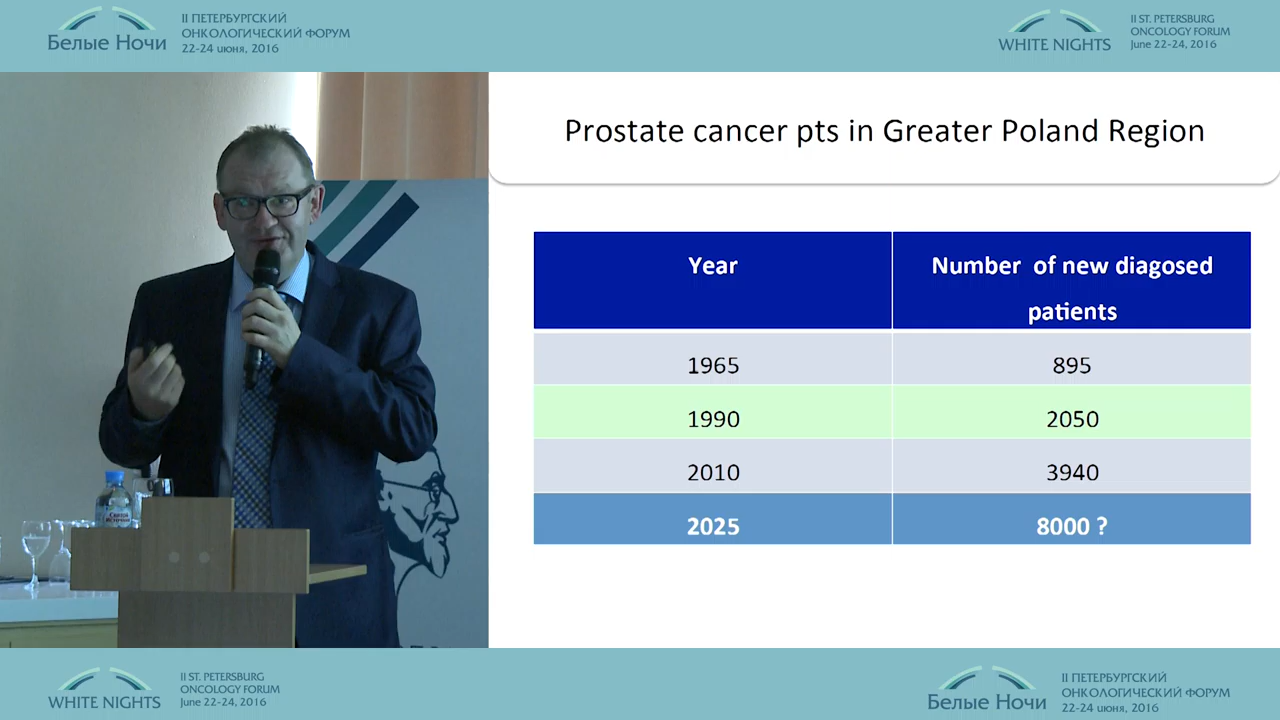 Белые Ночи
II ПЕТЕРБУРГСКИЙ
ОНКОЛОГИЧЕСКИЙ ФОРУМ
22-24 июня, 2016
WHITE NIGHTS
II ST. PETERSBURG
ONCOLOGY FORUM
June 22-24, 2016
Prostate cancer pts in Greater Poland Region
Year
Number of new diagosed
patients
1965 895
1990 2050
2010 3940
2025 8000 ?
WHITE NIGHTS
II ST. PETERSBURG
ONCOLOGY FORUM
June 22-24, 2016
Белые Ночи
II ПЕТЕРБУРГСКИЙ
ОНКОЛОГИЧЕСКИЙ ФОРУМ
22-24 июня, 2016